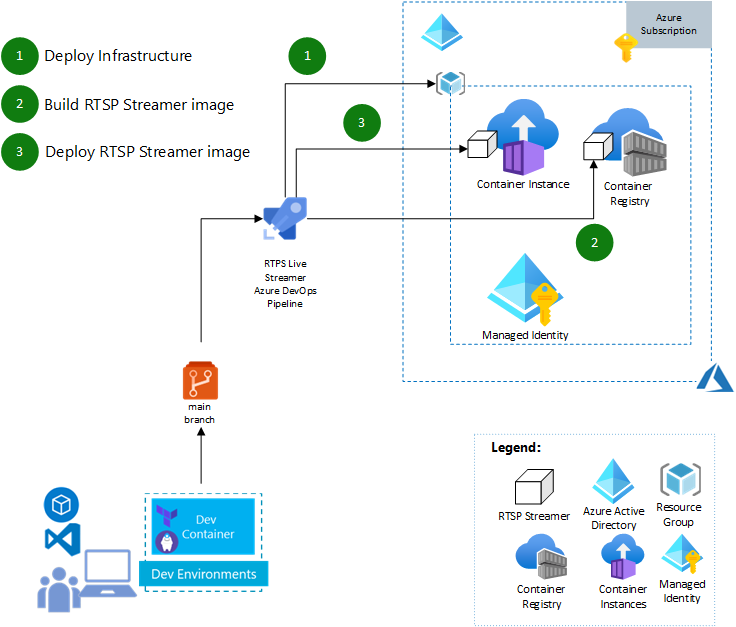 Azure
Subscription
1 Deploy Infrastructure
1
2 Build RTSP Streamer image
3
3 Deploy RTSP Streamer image
Container Instance
Container
Registry
2
RTPS Live
Streamer
Azure DevOps
Pipeline
Managed Identity
main
branch
Legend:
RTSP Streamer
Azure Active
Directory
Resource
Group
Container
Registry
Container
Instances
Managed
Identity
Dev
Container
Dev Environments